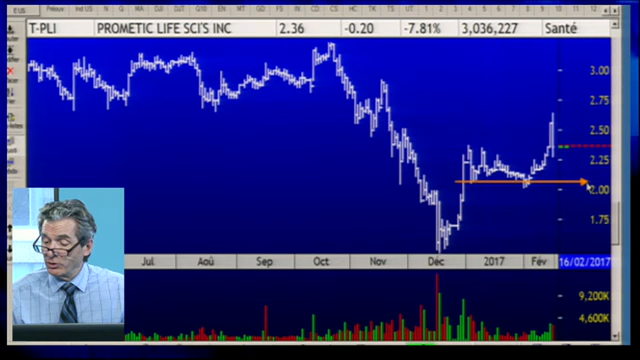 T-PLI PROMETIC LIFE SCI'S INC 2.36 -0.20 -7.81% 3,036,227 Santé
3.00
2.75
2.50
2.25
2.00
1.75
Jul Aoû Sep Oct Nov Déc 2017 Fév 16/02/2017
9,200K
4,600K